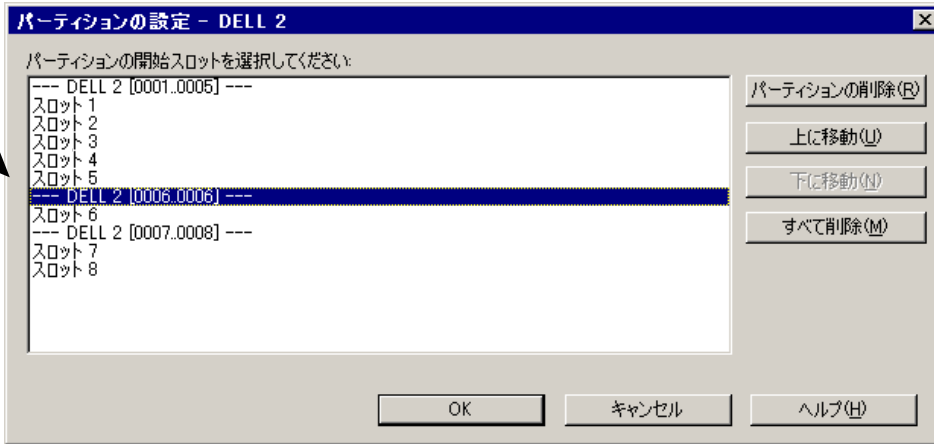 パーティションの設定 - DELL 2
パーティションの開始スロットを選択してください:
--- DELL 2 [0001..0005] ---
スロット 1
スロット 2
スロット 3
スロット 4
スロット 5
--- DELL 2 [0006..0006] ---
スロット 6
--- DELL 2 [0007..0008] ---
スロット 7
スロット 8
パーティションの削除(R)
上に移動(U)
下に移動(N)
すべて削除(M)
OK
キャンセル
ヘルプ(H)